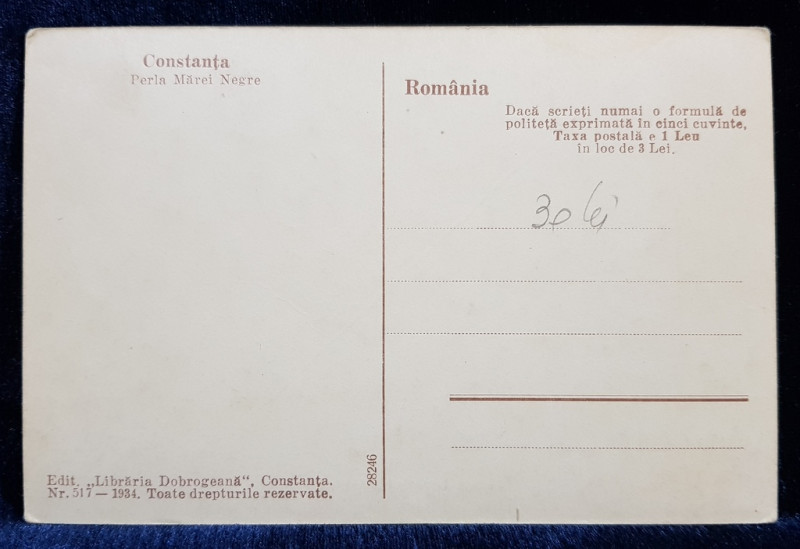 Constanța
Perla Mărei Negre
România
Dacă scrieți numai o formulă de
politeță exprimată în cinci cuvinte,
Taxa postală e 1 Leu
în loc de 3 Lei.
30 lei
28246
Edit. „Librăria Dobrogeană“, Constanța.
Nr. 517 — 1934. Toate drepturile rezervate.